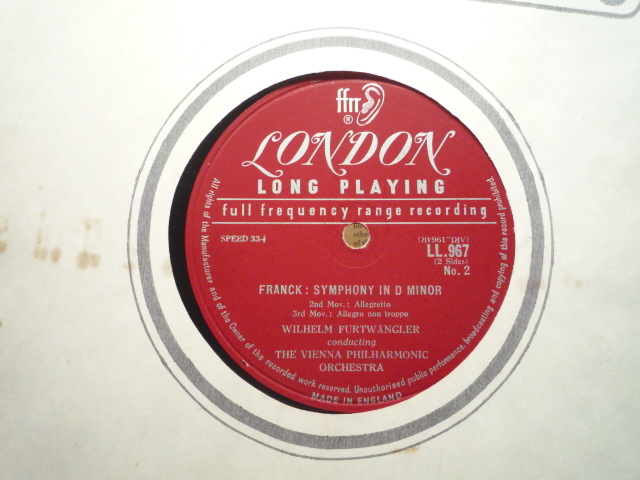 ffrr
®
LONDON
LONG PLAYING
full frequency range recording
SPEED 33⅓
(ARL.1964R)
LL.967
(2 Sides)
No. 2
FRANCK : SYMPHONY IN D MINOR
2nd Mov.: Allegretto
3rd Mov.: Allegro non troppo
WILHELM FURTWÄNGLER
conducting
THE VIENNA PHILHARMONIC
ORCHESTRA
All rights of the Manufacturer and of the Owner of the recorded work reserved. Unauthorised public performance, broadcasting and copying of this record prohibited.
MADE IN ENGLAND